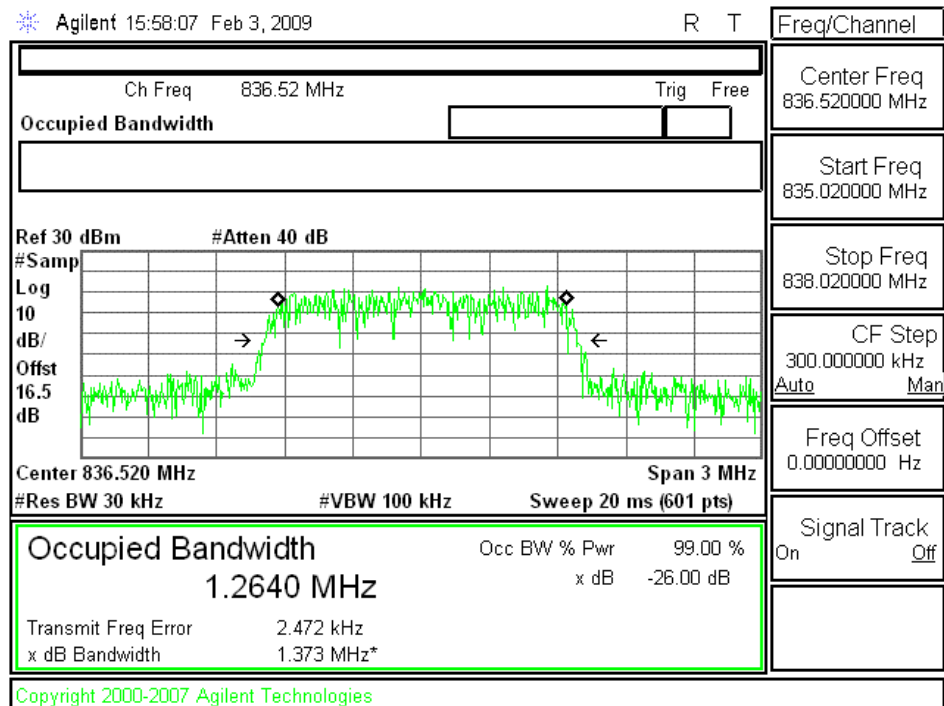 Agilent 15:58:07 Feb 3, 2009 R T
Ch Freq 836.52 MHz Trig Free
Occupied Bandwidth
Ref 30 dBm #Atten 40 dB
#Samp
Log
10
dB/
Offst
16.5
dB
Center 836.520 MHz Span 3 MHz
#Res BW 30 kHz #VBW 100 kHz Sweep 20 ms (601 pts)
Occupied Bandwidth
1.2640 MHz
Occ BW % Pwr 99.00 %
x dB -26.00 dB
Transmit Freq Error 2.472 kHz
x dB Bandwidth 1.373 MHz*
Copyright 2000-2007 Agilent Technologies
Freq/Channel
Center Freq
836.520000 MHz
Start Freq
835.020000 MHz
Stop Freq
838.020000 MHz
CF Step
300.000000 kHz
Auto Man
Freq Offset
0.00000000 Hz
Signal Track
On Off